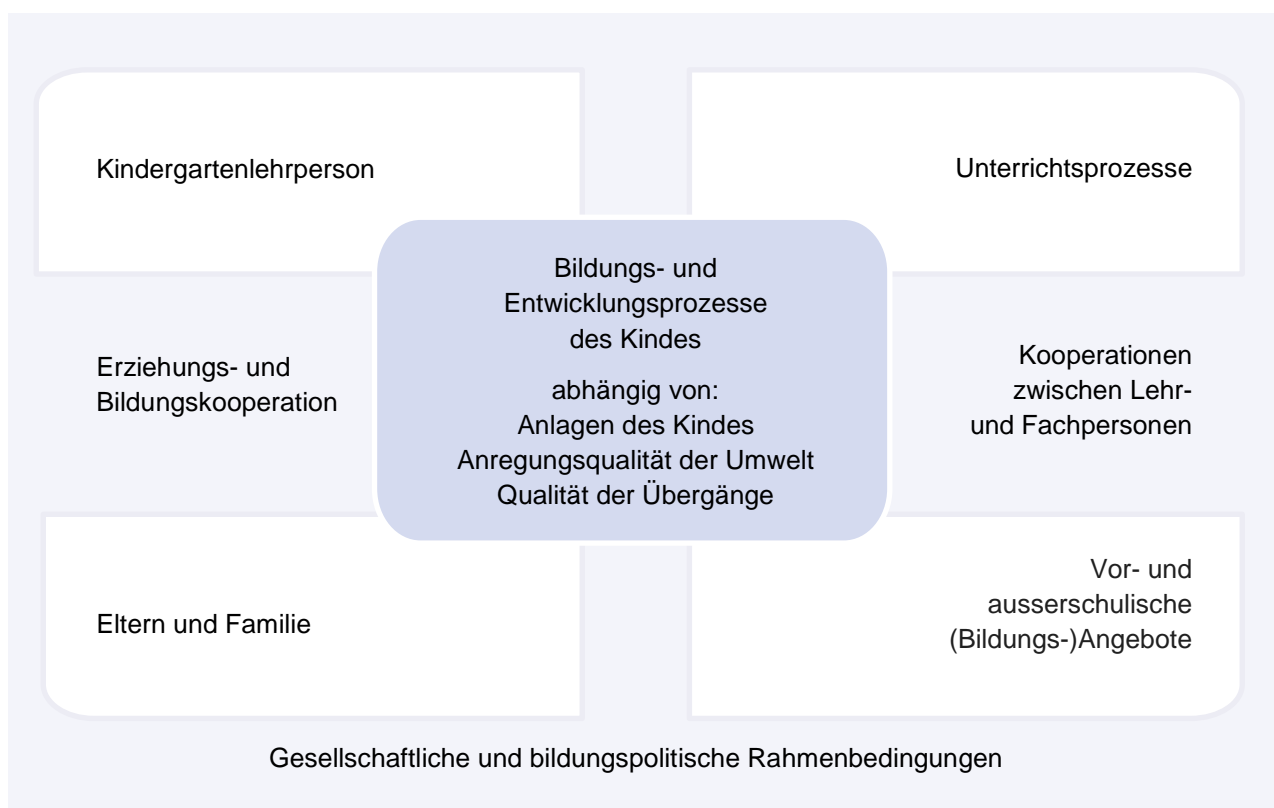 Kindergartenlehrperson
Unterrichtsprozesse
Bildungs- und
Entwicklungsprozesse
des Kindes
abhängig von:
Anlagen des Kindes
Anregungsqualität der Umwelt
Qualität der Übergänge
Erziehungs- und
Bildungskooperation
Kooperationen
zwischen Lehr-
und Fachpersonen
Eltern und Familie
Vor- und
ausserschulische
(Bildungs-)Angebote
Gesellschaftliche und bildungspolitische Rahmenbedingungen